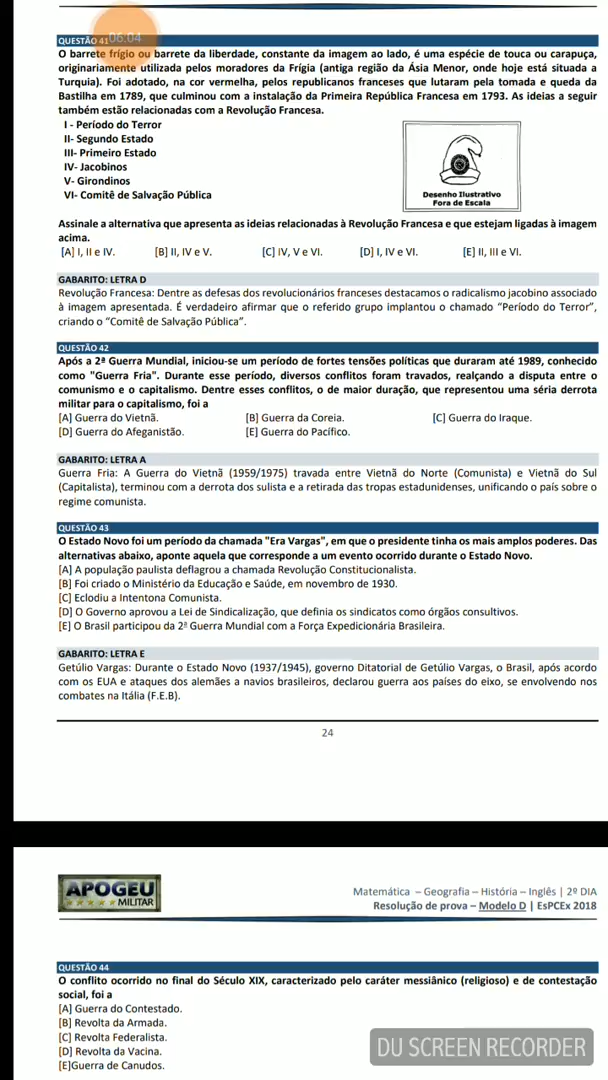 06:04
QUESTÃO 41
O barrete frígio ou barrete da liberdade, constante da imagem ao lado, é uma espécie de touca ou carapuça,
originariamente utilizada pelos moradores da Frígia (antiga região da Ásia Menor, onde hoje está situada a
Turquia). Foi adotado, na cor vermelha, pelos republicanos franceses que lutaram pela tomada e queda da
Bastilha em 1789, que culminou com a instalação da Primeira República Francesa em 1793. As ideias a seguir
também estão relacionadas com a Revolução Francesa.
I - Período do Terror
II- Segundo Estado
III- Primeiro Estado
IV- Jacobinos
V- Girondinos
VI- Comitê de Salvação Pública
Desenho Ilustrativo
Fora de Escala
Assinale a alternativa que apresenta as ideias relacionadas à Revolução Francesa e que estejam ligadas à imagem
acima.
[A] I, II e IV. [B] II, IV e V. [C] IV, V e VI. [D] I, IV e VI. [E] II, III e VI.
GABARITO: LETRA D
Revolução Francesa: Dentre as defesas dos revolucionários franceses destacamos o radicalismo jacobino associado
à imagem apresentada. É verdadeiro afirmar que o referido grupo implantou o chamado “Período do Terror”,
criando o “Comitê de Salvação Pública”.
QUESTÃO 42
Após a 2ª Guerra Mundial, iniciou-se um período de fortes tensões políticas que duraram até 1989, conhecido
como "Guerra Fria". Durante esse período, diversos conflitos foram travados, realçando a disputa entre o
comunismo e o capitalismo. Dentre esses conflitos, o de maior duração, que representou uma séria derrota
militar para o capitalismo, foi a
[A] Guerra do Vietnã. [B] Guerra da Coreia. [C] Guerra do Iraque.
[D] Guerra do Afeganistão. [E] Guerra do Pacífico.
GABARITO: LETRA A
Guerra Fria: A Guerra do Vietnã (1959/1975) travada entre Vietnã do Norte (Comunista) e Vietnã do Sul
(Capitalista), terminou com a derrota dos sulista e a retirada das tropas estadunidenses, unificando o país sobre o
regime comunista.
QUESTÃO 43
O Estado Novo foi um período da chamada "Era Vargas", em que o presidente tinha os mais amplos poderes. Das
alternativas abaixo, aponte aquela que corresponde a um evento ocorrido durante o Estado Novo.
[A] A população paulista deflagrou a chamada Revolução Constitucionalista.
[B] Foi criado o Ministério da Educação e Saúde, em novembro de 1930.
[C] Eclodiu a Intentona Comunista.
[D] O Governo aprovou a Lei de Sindicalização, que definia os sindicatos como órgãos consultivos.
[E] O Brasil participou da 2ª Guerra Mundial com a Força Expedicionária Brasileira.
GABARITO: LETRA E
Getúlio Vargas: Durante o Estado Novo (1937/1945), governo Ditatorial de Getúlio Vargas, o Brasil, após acordo
com os EUA e ataques dos alemães a navios brasileiros, declarou guerra aos países do eixo, se envolvendo nos
combates na Itália (F.E.B).
24
APOGEU
MILITAR
Matemática – Geografia – História – Inglês | 2º DIA
Resolução de prova – Modelo D | EsPCEx 2018
QUESTÃO 44
O conflito ocorrido no final do Século XIX, caracterizado pelo caráter messiânico (religioso) e de contestação
social, foi a
[A] Guerra do Contestado.
[B] Revolta da Armada.
[C] Revolta Federalista.
[D] Revolta da Vacina.
[E]Guerra de Canudos.
DU SCREEN RECORDER